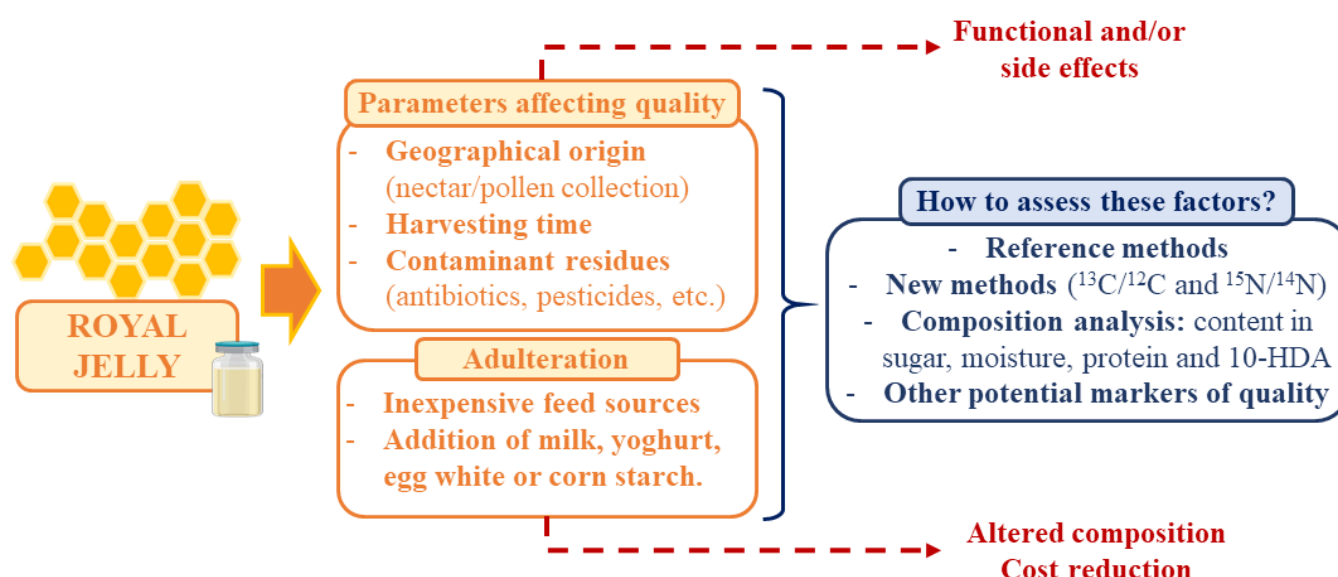 ROYAL
JELLY
Parameters affecting quality
- Geographical origin
(nectar/pollen collection)
- Harvesting time
- Contaminant residues
(antibiotics, pesticides, etc.)
Adulteration
- Inexpensive feed sources
- Addition of milk, yoghurt,
egg white or corn starch.
Functional and/or
side effects
How to assess these factors?
- Reference methods
- New methods (¹³C/¹²C and ¹⁵N/¹⁴N)
- Composition analysis: content in
sugar, moisture, protein and 10-HDA
- Other potential markers of quality
Altered composition
Cost reduction